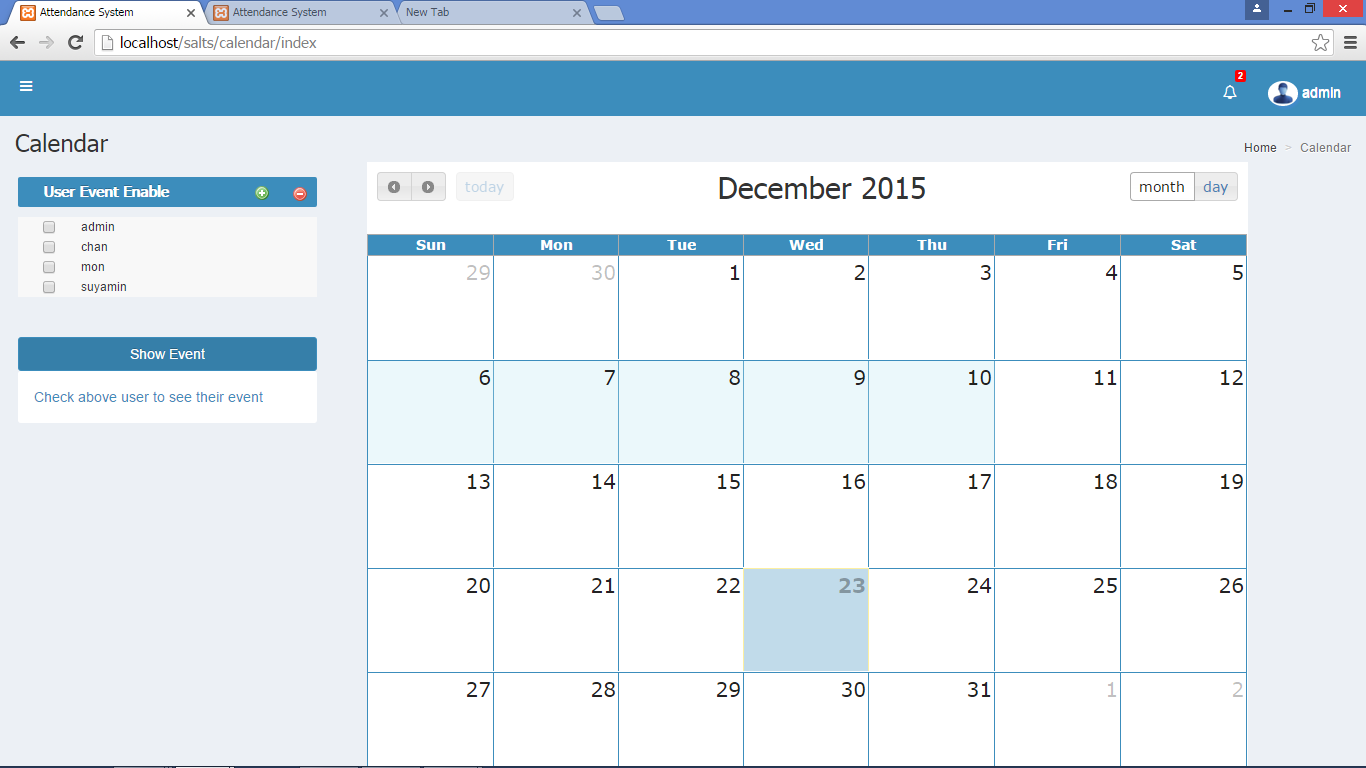 Attendance System
Attendance System
New Tab
localhost/salts/calendar/index
2
admin
Calendar
Home > Calendar
User Event Enable
admin
chan
mon
suyamin
Show Event
Check above user to see their event
today
December 2015
month day
Sun Mon Tue Wed Thu Fri Sat
29 30 1 2 3 4 5
6 7 8 9 10 11 12
13 14 15 16 17 18 19
20 21 22 23 24 25 26
27 28 29 30 31 1 2